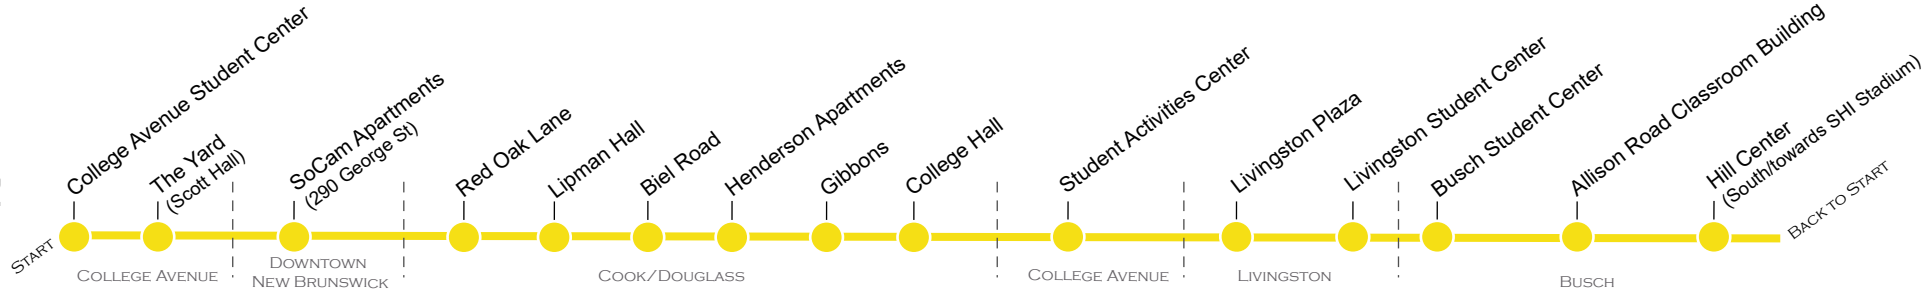 START
College Avenue Student Center
The Yard
(Scott Hall)
SoCam Apartments
(290 George St)
Red Oak Lane
Lipman Hall
Biel Road
Henderson Apartments
Gibbons
College Hall
Student Activities Center
Livingston Plaza
Livingston Student Center
Busch Student Center
Allison Road Classroom Building
Hill Center
(South/towards SHI Stadium)
BACK TO START
COLLEGE AVENUE
DOWNTOWN
NEW BRUNSWICK
COOK/DOUGLASS
COLLEGE AVENUE
LIVINGSTON
BUSCH